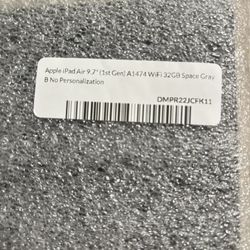 Apple iPad Air 9.7" (1st Gen) A1474 WiFi 32GB Space Gray
B No Personalization
DMPR22JCFK11